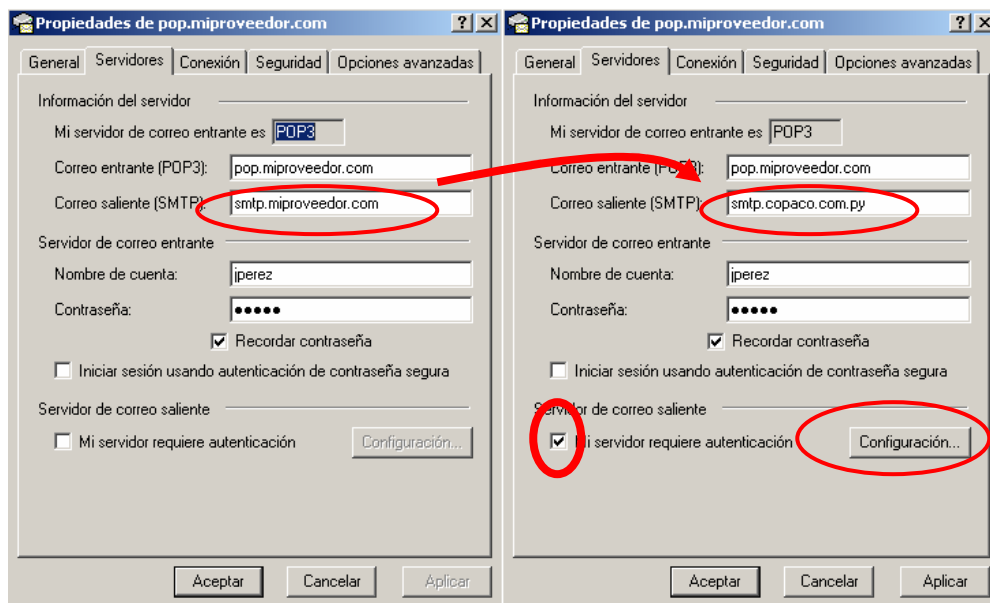 Propiedades de pop.miproveedor.com
General Servidores Conexión Seguridad Opciones avanzadas
Información del servidor
Mi servidor de correo entrante es POP3
Correo entrante (POP3): pop.miproveedor.com
Correo saliente (SMTP): smtp.miproveedor.com
Servidor de correo entrante
Nombre de cuenta: jperez
Contraseña: •••••
Recordar contraseña
Iniciar sesión usando autenticación de contraseña segura
Servidor de correo saliente
Mi servidor requiere autenticación Configuración...
Aceptar Cancelar Aplicar
Propiedades de pop.miproveedor.com
General Servidores Conexión Seguridad Opciones avanzadas
Información del servidor
Mi servidor de correo entrante es POP3
Correo entrante (POP3): pop.miproveedor.com
Correo saliente (SMTP): smtp.copaco.com.py
Servidor de correo entrante
Nombre de cuenta: jperez
Contraseña: •••••
Recordar contraseña
Iniciar sesión usando autenticación de contraseña segura
Servidor de correo saliente
Mi servidor requiere autenticación Configuración...
Aceptar Cancelar Aplicar